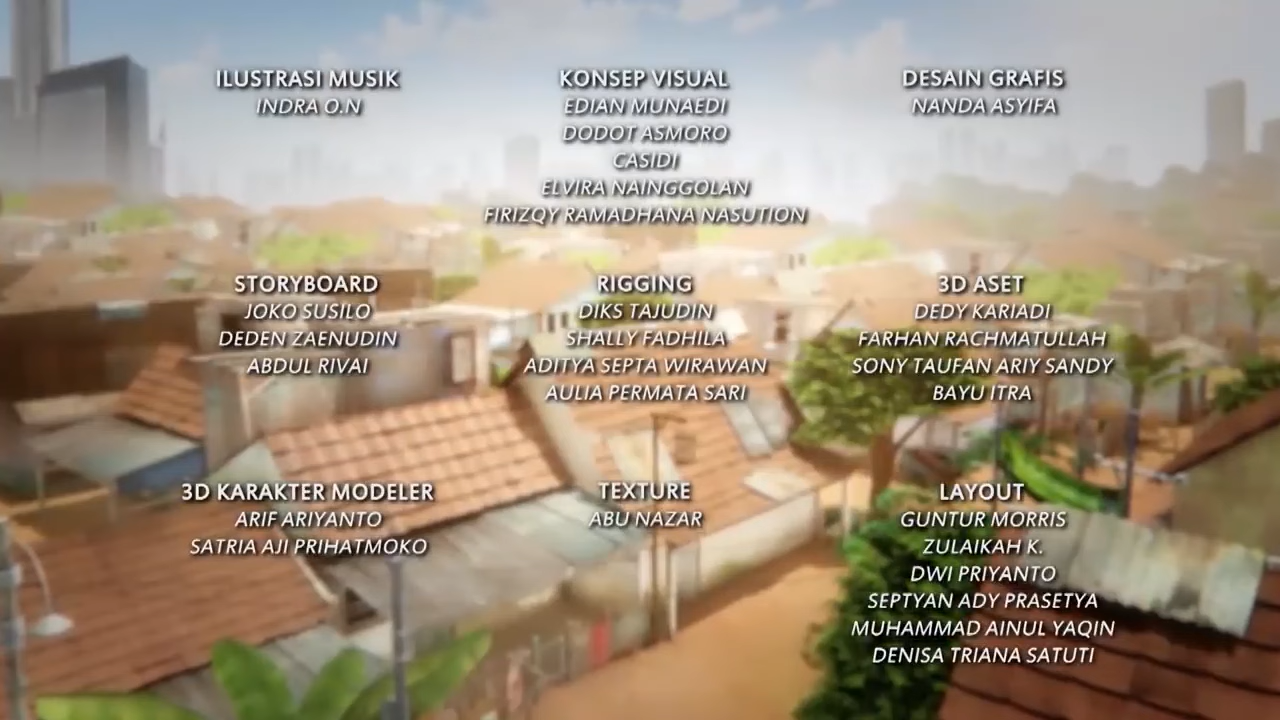 ILUSTRASI MUSIK
INDRA O.N
KONSEP VISUAL
EDIAN MUNAEDI
DODOT ASMORO
CASIDI
ELVIRA NAINGGOLAN
FIRIZQY RAMADHANA NASUTION
DESAIN GRAFIS
NANDA ASYIFA
STORYBOARD
JOKO SUSILO
DEDEN ZAENUDIN
ABDUL RIVAI
RIGGING
DIKS TAJUDIN
SHALLY FADHILA
ADITYA SEPTA WIRAWAN
AULIA PERMATA SARI
3D ASET
DEDY KARIADI
FARHAN RACHMATULLAH
SONY TAUFAN ARIY SANDY
BAYU ITRA
3D KARAKTER MODELER
ARIF ARIYANTO
SATRIA AJI PRIHATMOKO
TEXTURE
ABU NAZAR
LAYOUT
GUNTUR MORRIS
ZULAIKAH K.
DWI PRIYANTO
SEPTYAN ADY PRASETYA
MUHAMMAD AINUL YAQIN
DENISA TRIANA SATUTI